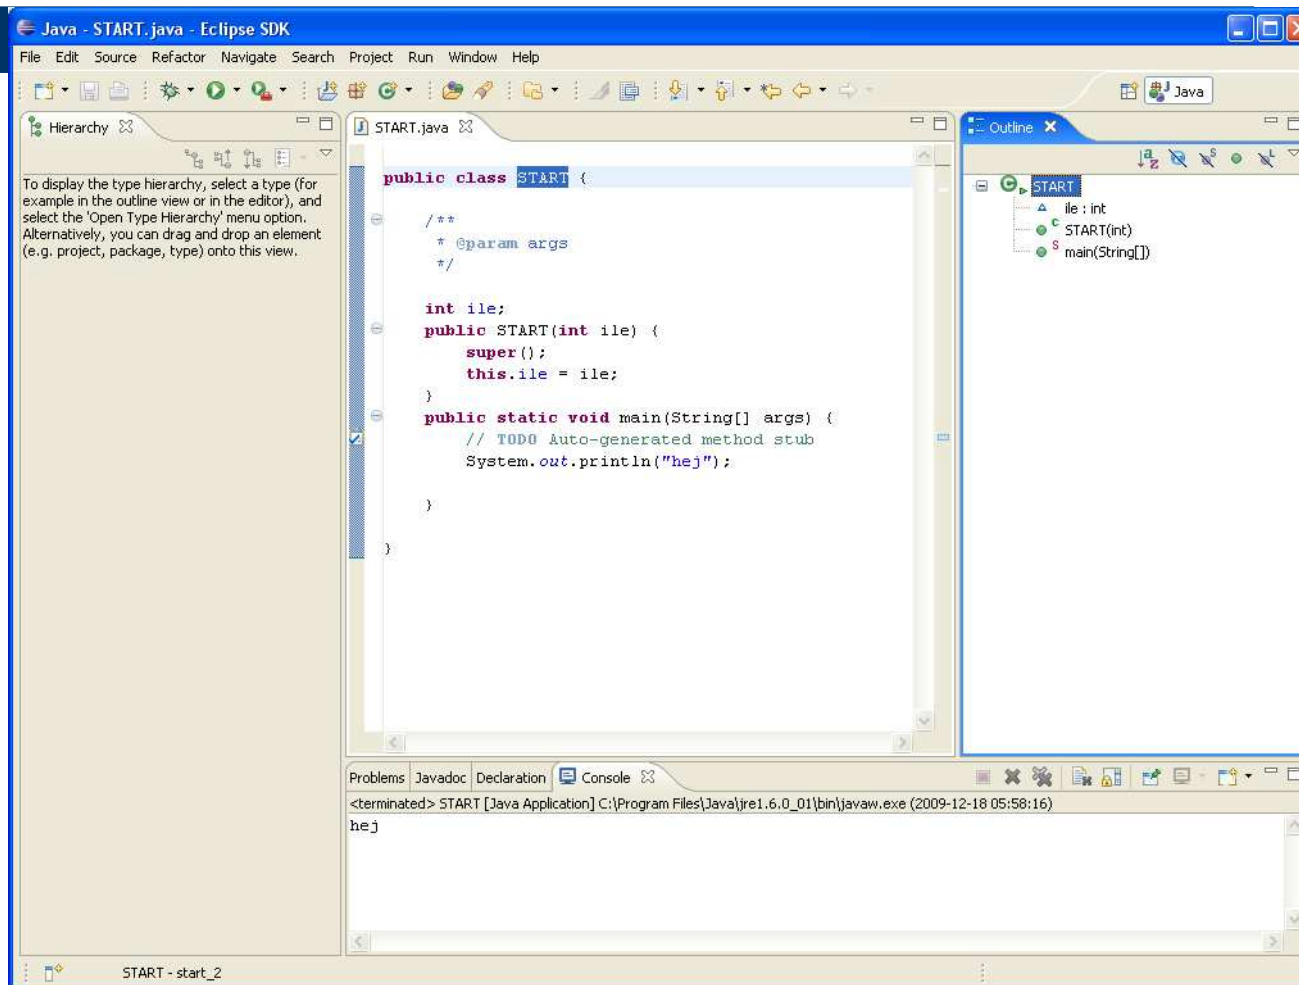 Java - START.java - Eclipse SDK
File Edit Source Refactor Navigate Search Project Run Window Help
Java
Hierarchy
To display the type hierarchy, select a type (for
example in the outline view or in the editor), and
select the 'Open Type Hierarchy' menu option.
Alternatively, you can drag and drop an element
(e.g. project, package, type) onto this view.
START.java
public class START {
/**
* @param args
*/
int ile;
public START(int ile) {
super();
this.ile = ile;
}
public static void main(String[] args) {
// TODO Auto-generated method stub
System.out.println("hej");
}
}
Outline
START
ile : int
START(int)
main(String[])
Problems Javadoc Declaration Console
<terminated> START [Java Application] C:\Program Files\Java\jre1.6.0_01\bin\javaw.exe (2009-12-18 05:58:16)
hej
START - start_2